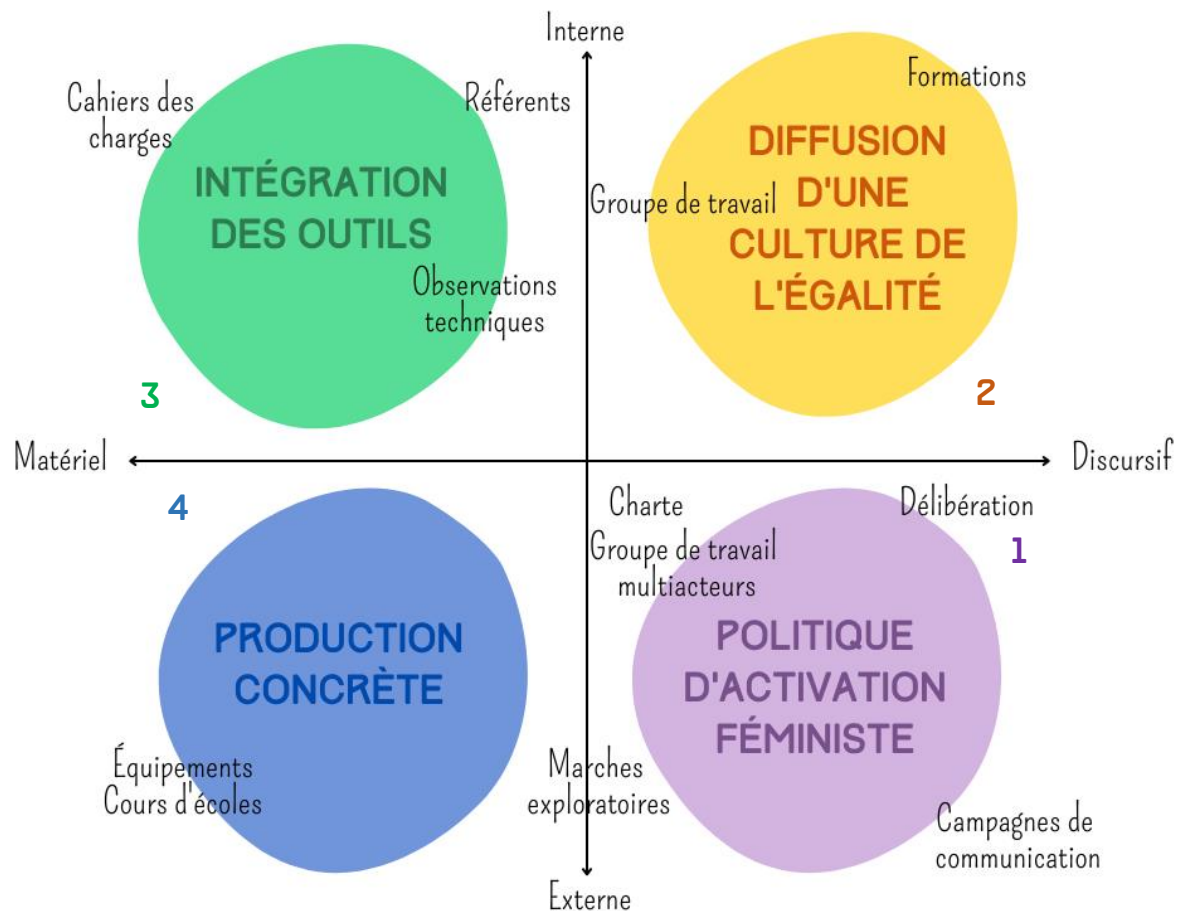 Interne
Cahiers des
charges
Référents
INTÉGRATION
DES OUTILS
Observations
techniques
3
Formations
DIFFUSION
D'UNE
CULTURE DE
L'ÉGALITÉ
Groupe de travail
2
Matériel
Discursif
4
PRODUCTION
CONCRÈTE
Équipements
Cours d'écoles
Charte
Délibération
Groupe de travail
multiacteurs
1
POLITIQUE
D'ACTIVATION
FÉMINISTE
Marches
exploratoires
Campagnes de
communication
Externe